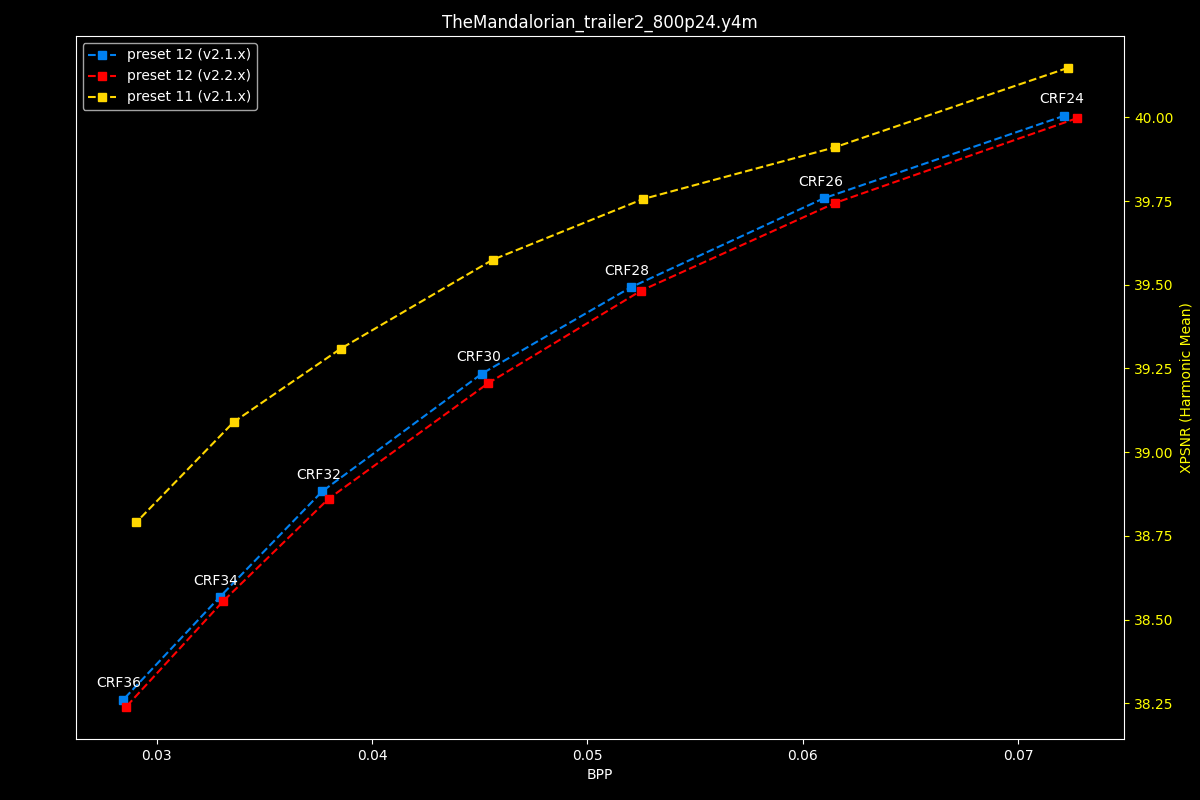 TheMandalorian_trailer2_800p24.y4m
preset 12 (v2.1.x)
preset 12 (v2.2.x)
preset 11 (v2.1.x)
CRF24
CRF26
CRF28
CRF30
CRF32
CRF34
CRF36
40.00
39.75
39.50
39.25
39.00
38.75
38.50
38.25
XPSNR (Harmonic Mean)
0.03 0.04 0.05 0.06 0.07
BPP